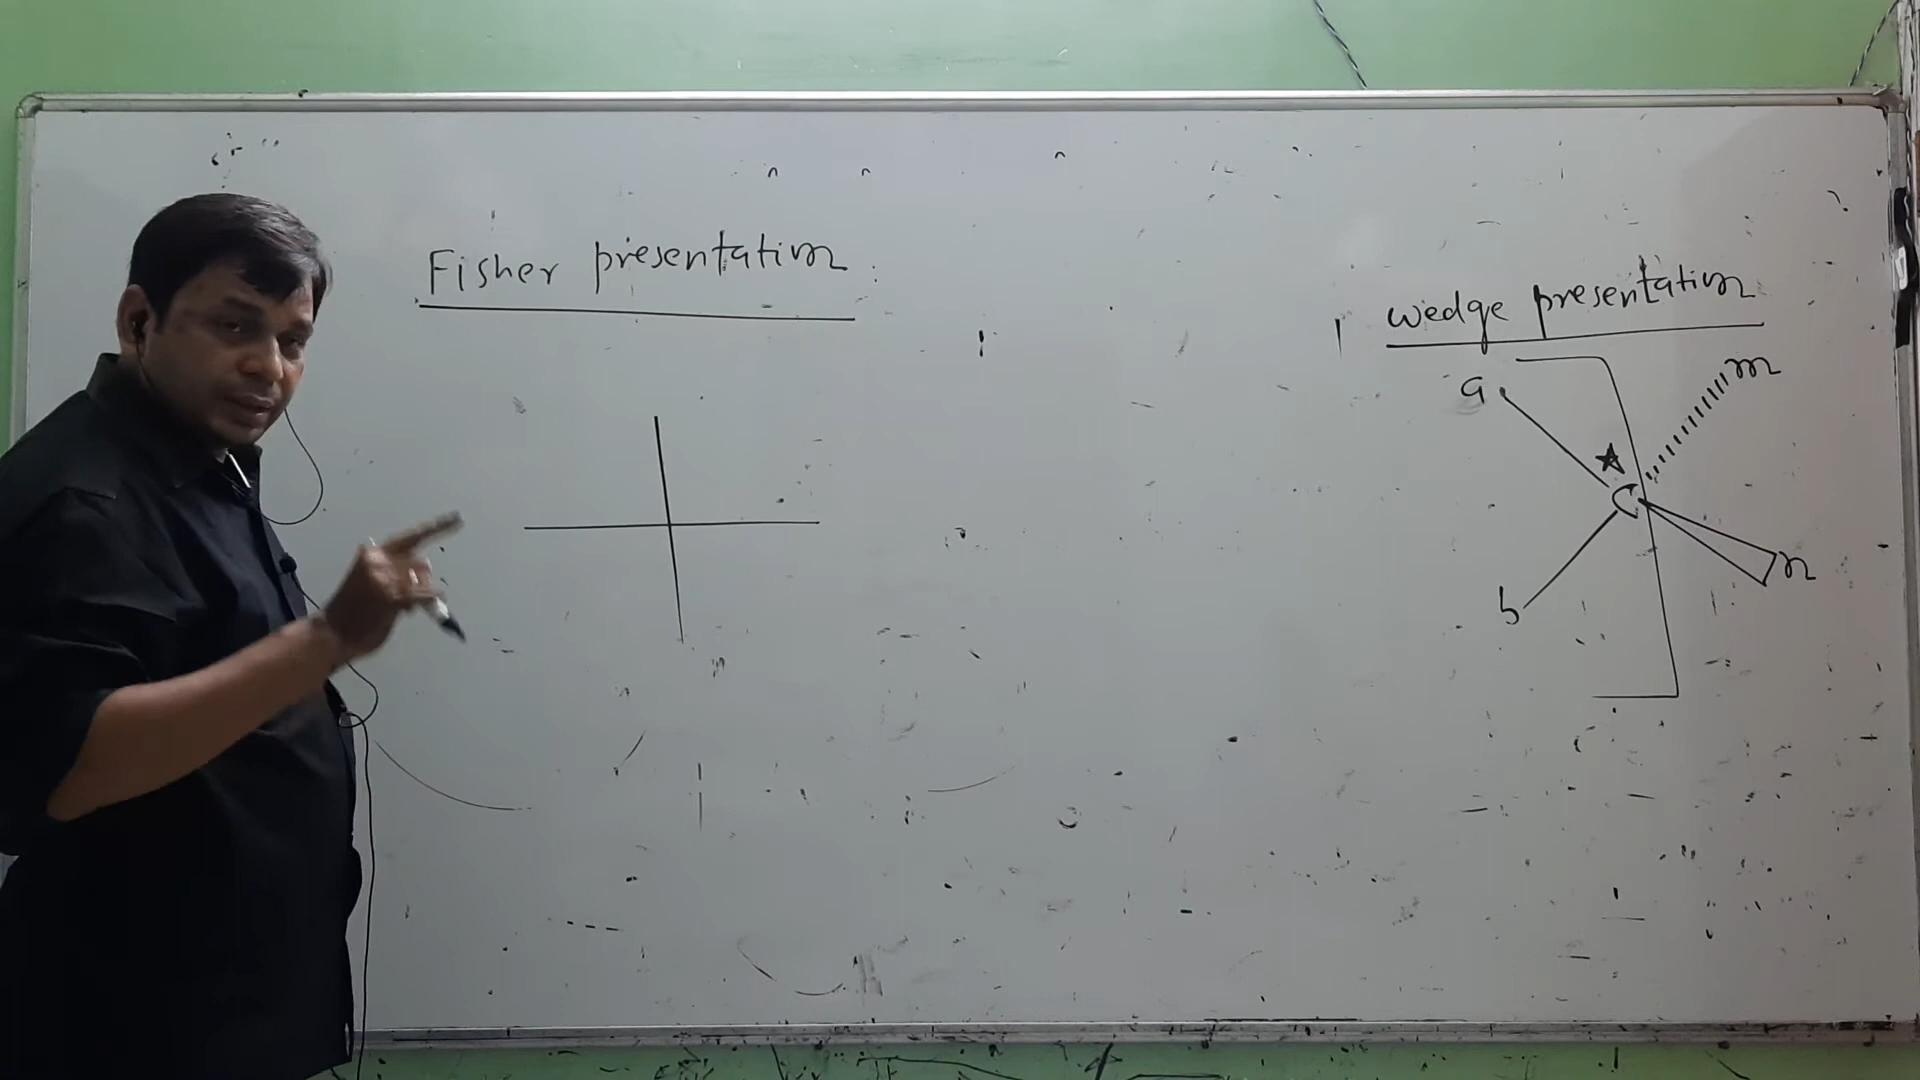 Fisher presentation
wedge presentation
a
m
C
n
b